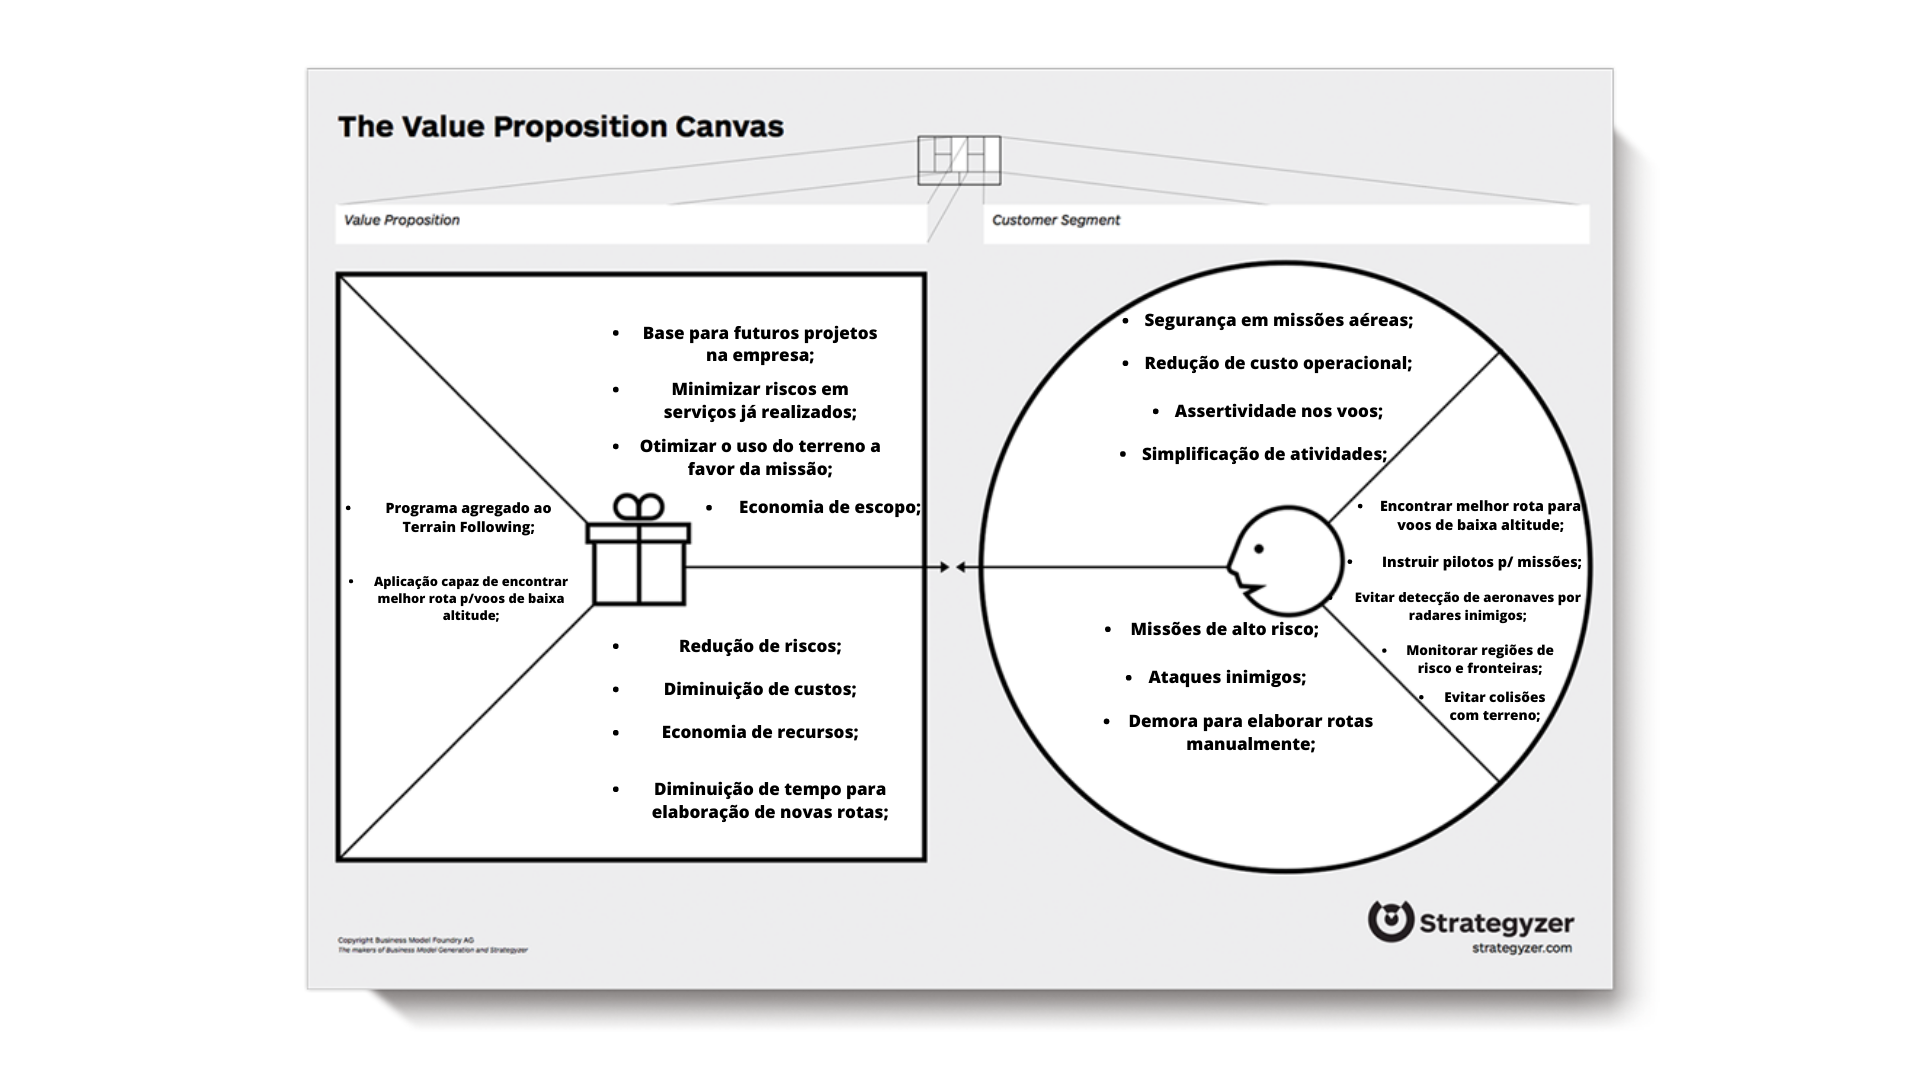 The Value Proposition Canvas
Value Proposition
Customer Segment
• Base para futuros projetos
na empresa;
• Minimizar riscos em
serviços já realizados;
• Otimizar o uso do terreno a
favor da missão;
• Economia de escopo;
• Programa agregado ao
Terrain Following;
• Aplicação capaz de encontrar
melhor rota p/voos de baixa
altitude;
• Redução de riscos;
• Diminuição de custos;
• Economia de recursos;
• Diminuição de tempo para
elaboração de novas rotas;
• Segurança em missões aéreas;
• Redução de custo operacional;
• Assertividade nos voos;
• Simplificação de atividades;
• Encontrar melhor rota para
voos de baixa altitude;
• Instruir pilotos p/ missões;
• Evitar detecção de aeronaves por
radares inimigos;
• Monitorar regiões de
risco e fronteiras;
• Evitar colisões
com terreno;
• Missões de alto risco;
• Ataques inimigos;
• Demora para elaborar rotas
manualmente;
Copyright Business Model Foundry AG
The makers of Business Model Generation and Strategyzer
Strategyzer
strategyzer.com